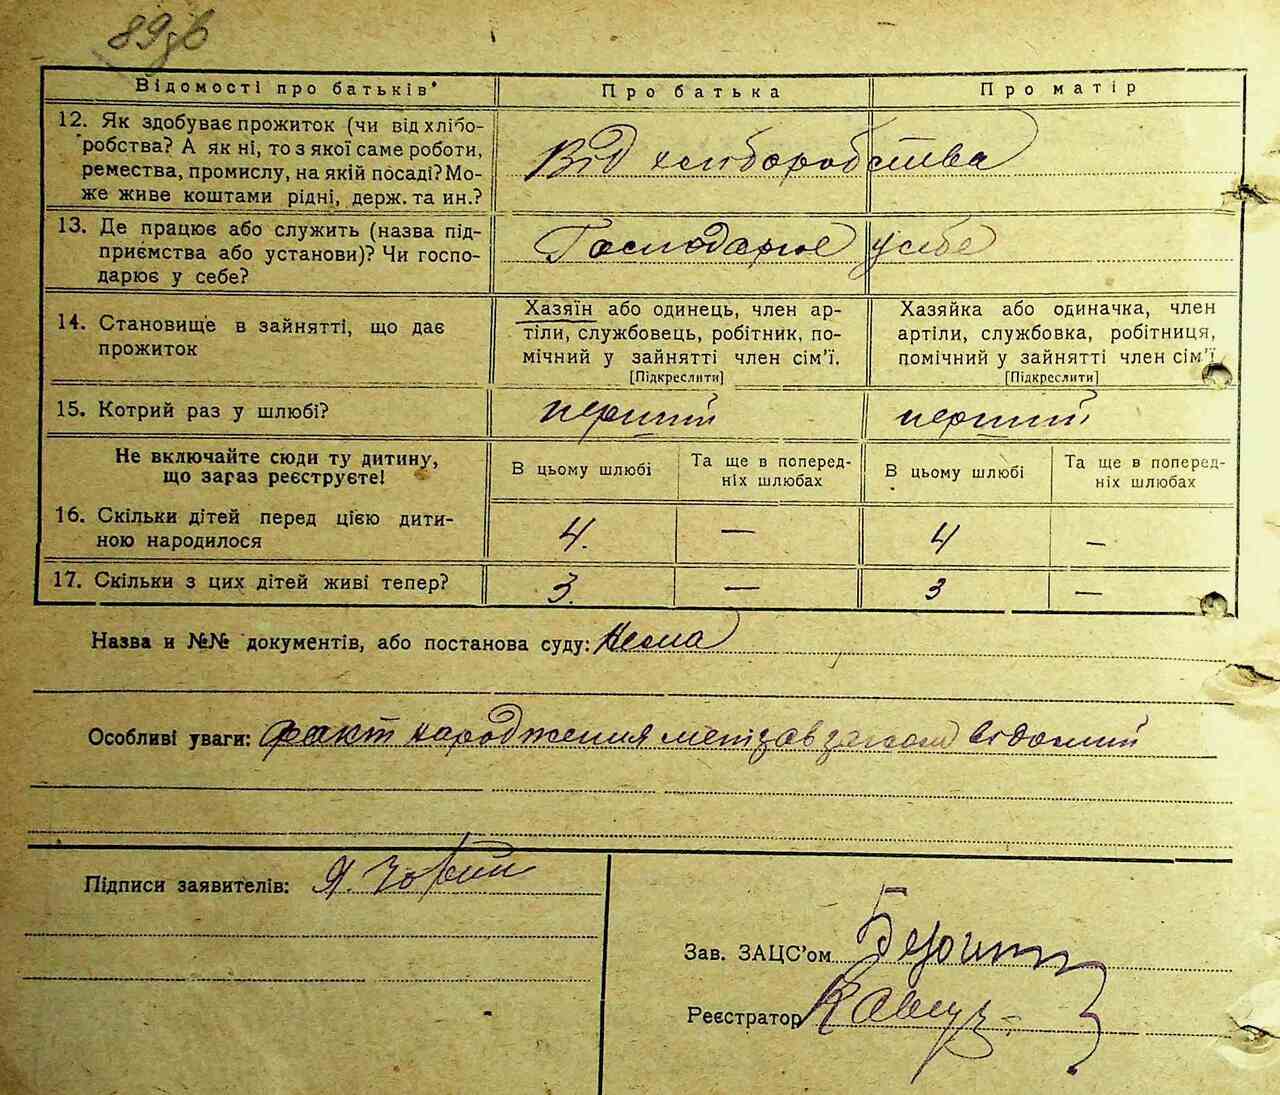 89зв
Відомості про батьків*
Про батька
Про матір
12. Як здобуває прожиток (чи від хлібо-
робства? А як ні, то з якої саме роботи,
ремества, промислу, на якій посаді? Мо-
же живе коштами рідні, держ. та ин.?
Від хліборобства
13. Де працює або служить (назва під-
приємства або установи)? Чи госпо-
дарює у себе?
Господарює у себе
14. Становище в зайнятті, що дає
прожиток
Хазяїн або одинець, член ар-
тіли, службовець, робітник, по-
мічний у зайнятті член сім'ї.
[Підкреслити]
Хазяйка або одиначка, член
артіли, службовка, робітниця,
помічний у зайнятті член сім'ї
[Підкреслити]
15. Котрий раз у шлюбі?
перший
перший
Не включайте сюди ту дитину,
що зараз реєструєте!
В цьому шлюбі
Та ще в поперед-
ніх шлюбах
В цьому шлюбі
Та ще в поперед-
ніх шлюбах
16. Скільки дітей перед цією дити-
ною народилося
4.
—
4
—
17. Скільки з цих дітей живі тепер?
3.
—
3
—
Назва и №№ документів, або постанова суду: Нема
Особливі уваги: факт народження відомий
Підписи заявителів: Я.
Зав. ЗАЦС'ом
Реєстратор